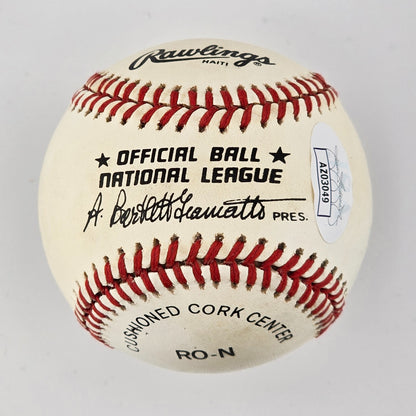 Rawlings®
HAITI
★ OFFICIAL BALL ★
NATIONAL LEAGUE
A. Bartlett Giamatti PRES.
CUSHIONED CORK CENTER
RO-N
AZ03049